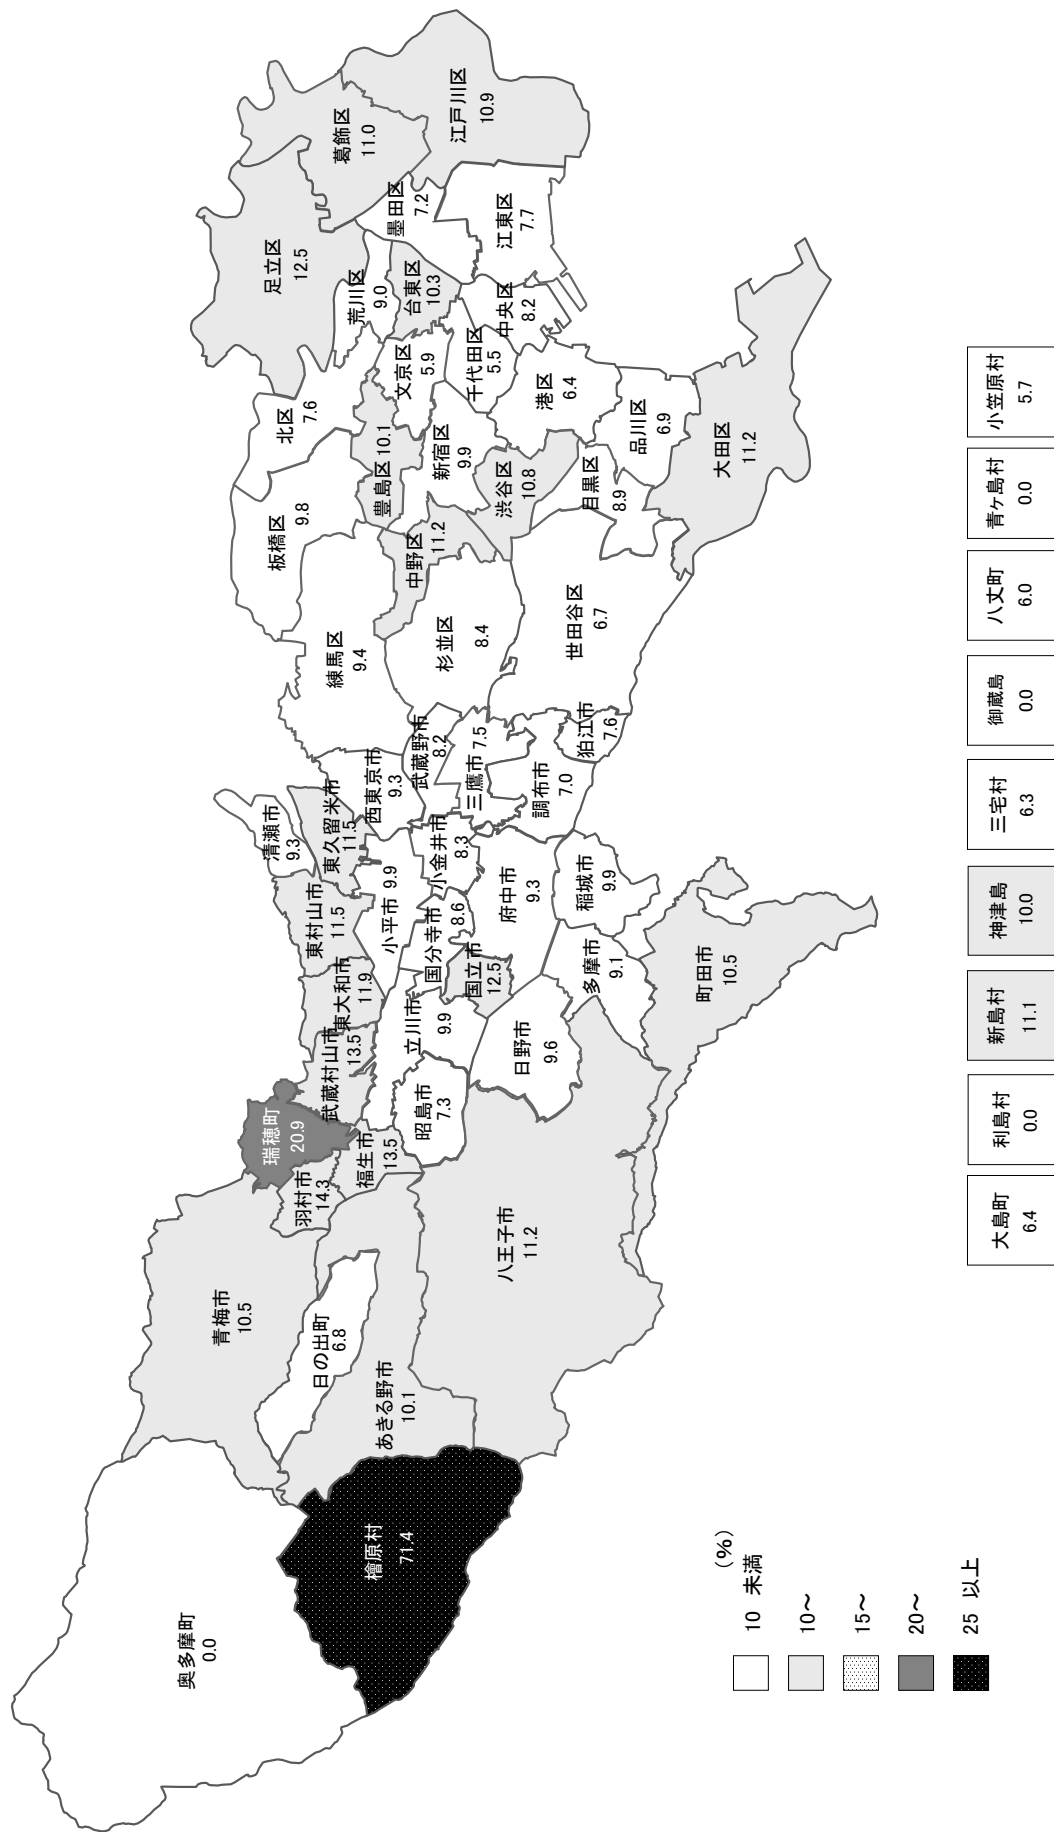 奥多摩町
0.0
檜原村
71.4
青梅市
10.5
日の出町
6.8
あきる野市
10.1
八王子市
11.2
瑞穂町
20.9
羽村市
14.3
福生市
13.5
武蔵村山市
13.5
昭島市
7.3
立川市
9.9
東大和市
11.9
東村山市
11.5
清瀬市
9.3
東久留米市
11.5
小平市
9.9
国分寺市
8.6
国立市
12.5
日野市
9.6
多摩市
9.1
稲城市
9.9
町田市
10.5
府中市
9.3
小金井市
8.3
西東京市
9.3
武蔵野市
8.2
三鷹市
7.5
調布市
7.0
狛江市
7.6
練馬区
9.4
杉並区
8.4
世田谷区
6.7
板橋区
9.8
中野区
11.2
豊島区
10.1
北区
7.6
新宿区
9.9
渋谷区
10.8
目黒区
8.9
品川区
6.9
大田区
11.2
港区
6.4
文京区
5.9
千代田区
5.5
中央区
8.2
荒川区
9.0
台東区
10.3
足立区
12.5
墨田区
7.2
江東区
7.7
葛飾区
11.0
江戸川区
10.9
(%)
10 未満
10～
15～
20～
25 以上
大島町
6.4
利島村
0.0
新島村
11.1
神津島
10.0
三宅村
6.3
御蔵島
0.0
八丈町
6.0
青ヶ島村
0.0
小笠原村
5.7